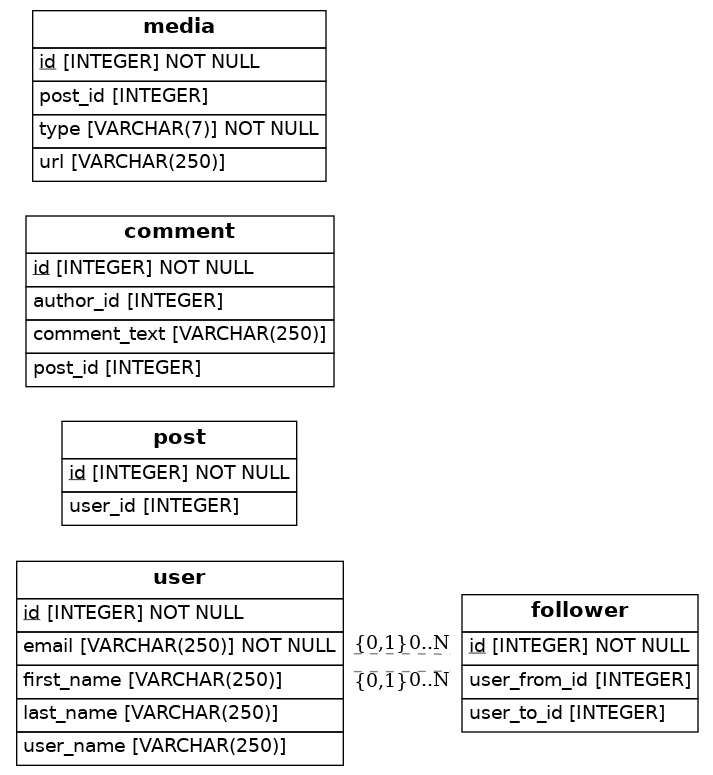 media
id [INTEGER] NOT NULL
post_id [INTEGER]
type [VARCHAR(7)] NOT NULL
url [VARCHAR(250)]
comment
id [INTEGER] NOT NULL
author_id [INTEGER]
comment_text [VARCHAR(250)]
post_id [INTEGER]
post
id [INTEGER] NOT NULL
user_id [INTEGER]
user
id [INTEGER] NOT NULL
email [VARCHAR(250)] NOT NULL
first_name [VARCHAR(250)]
last_name [VARCHAR(250)]
user_name [VARCHAR(250)]
{0,1}0..N
{0,1}0..N
follower
id [INTEGER] NOT NULL
user_from_id [INTEGER]
user_to_id [INTEGER]